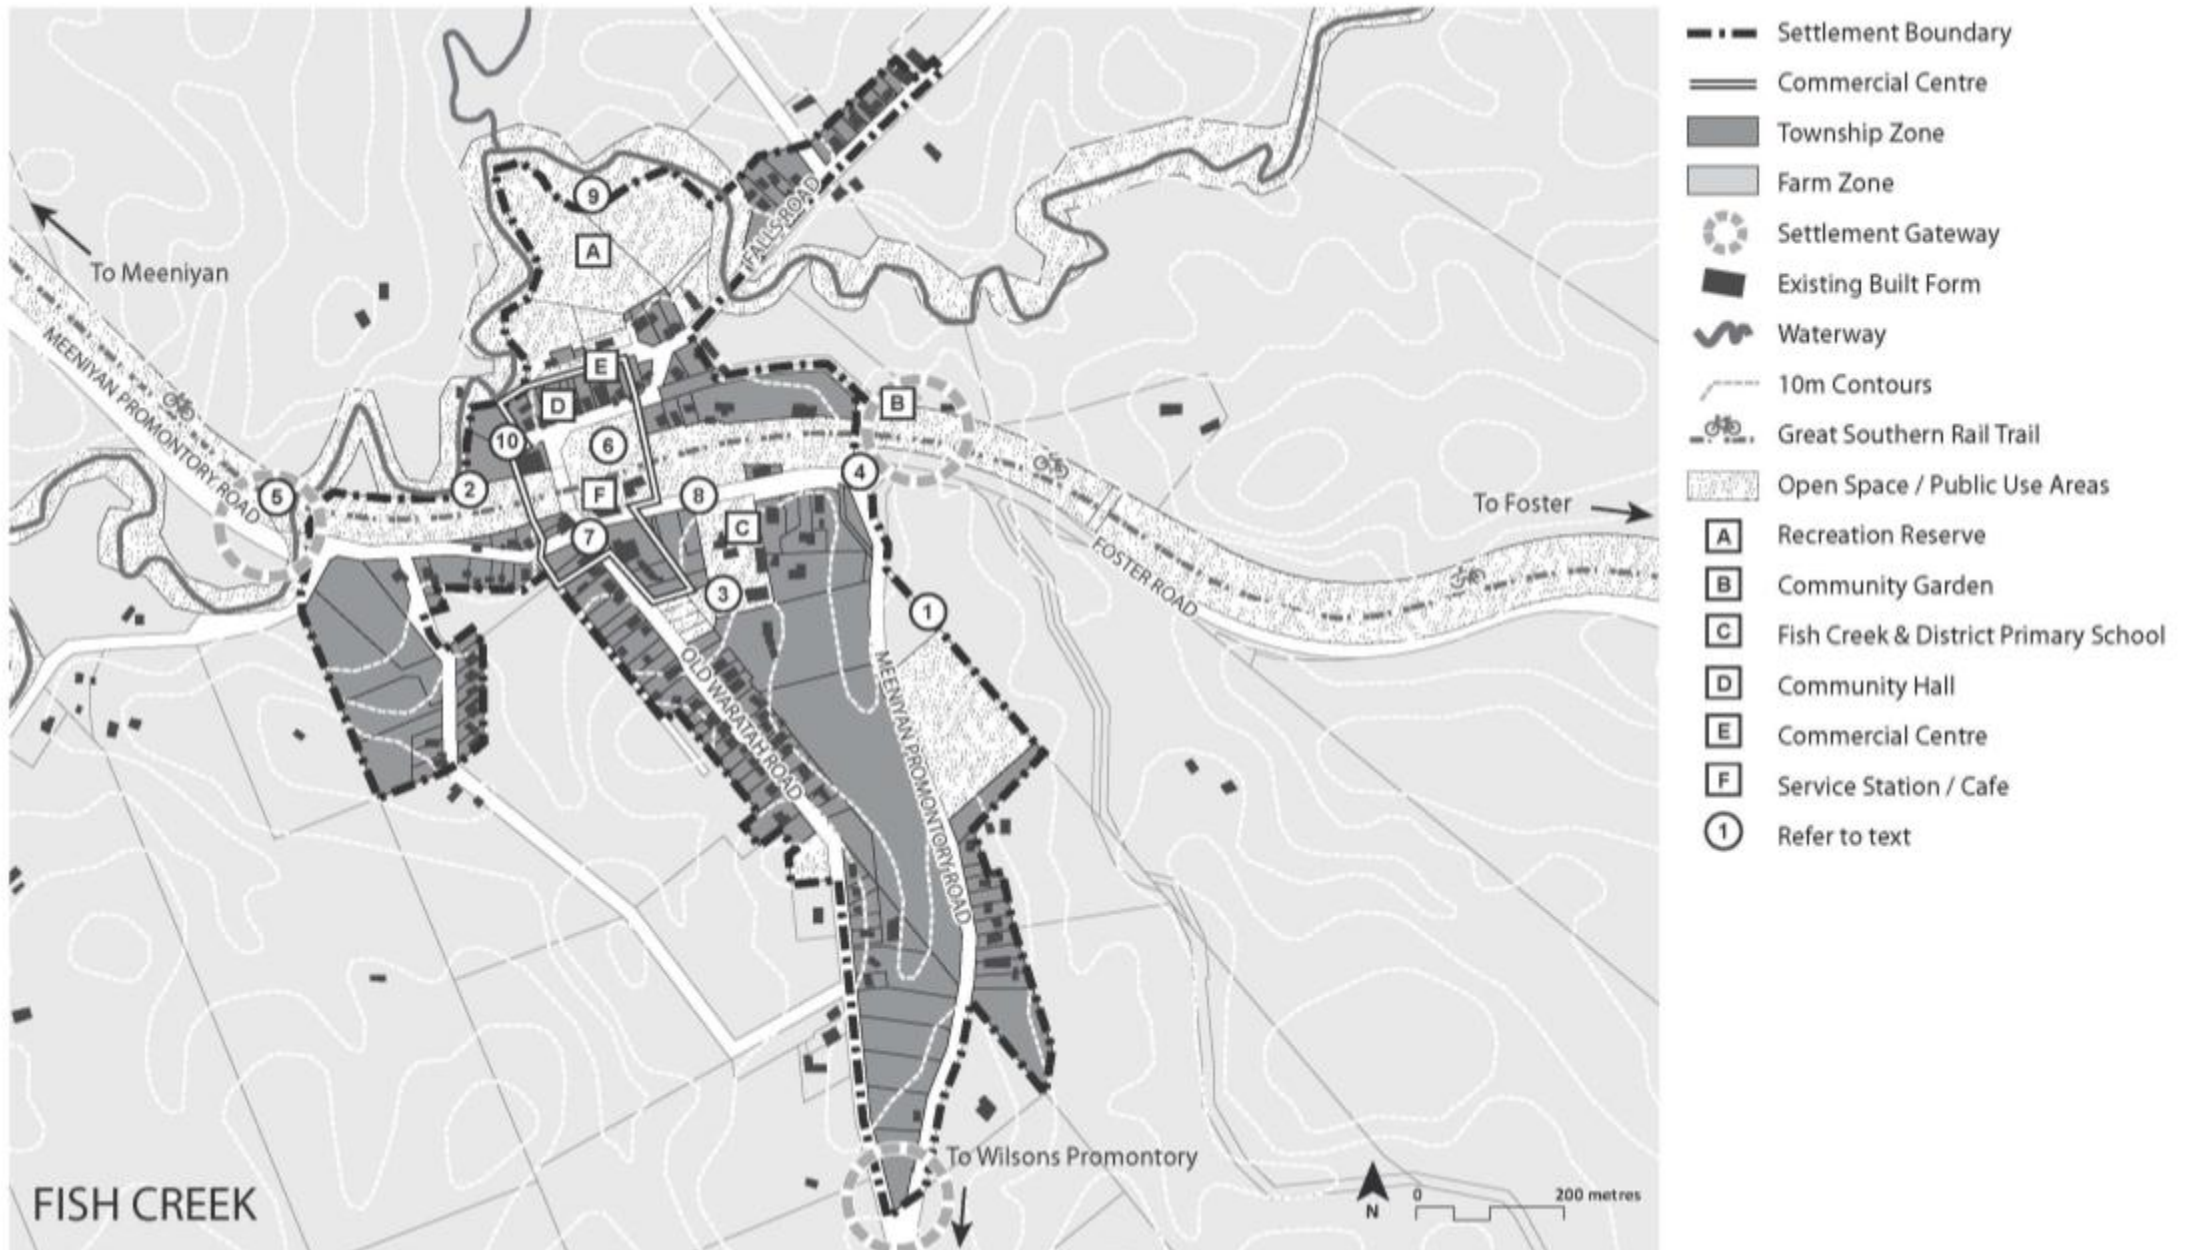 To Meeniyan
MEENIYAN PROMONTORY ROAD
FALLS ROAD
9
A
E
D
B
10
6
5
2
F
8
4
7
C
3
1
To Foster
FOSTER ROAD
OLD WARATAH ROAD
MEENIYAN PROMONTORY ROAD
To Wilsons Promontory
FISH CREEK
N
0 200 metres
Settlement Boundary
Commercial Centre
Township Zone
Farm Zone
Settlement Gateway
Existing Built Form
Waterway
10m Contours
Great Southern Rail Trail
Open Space / Public Use Areas
A Recreation Reserve
B Community Garden
C Fish Creek & District Primary School
D Community Hall
E Commercial Centre
F Service Station / Cafe
1 Refer to text